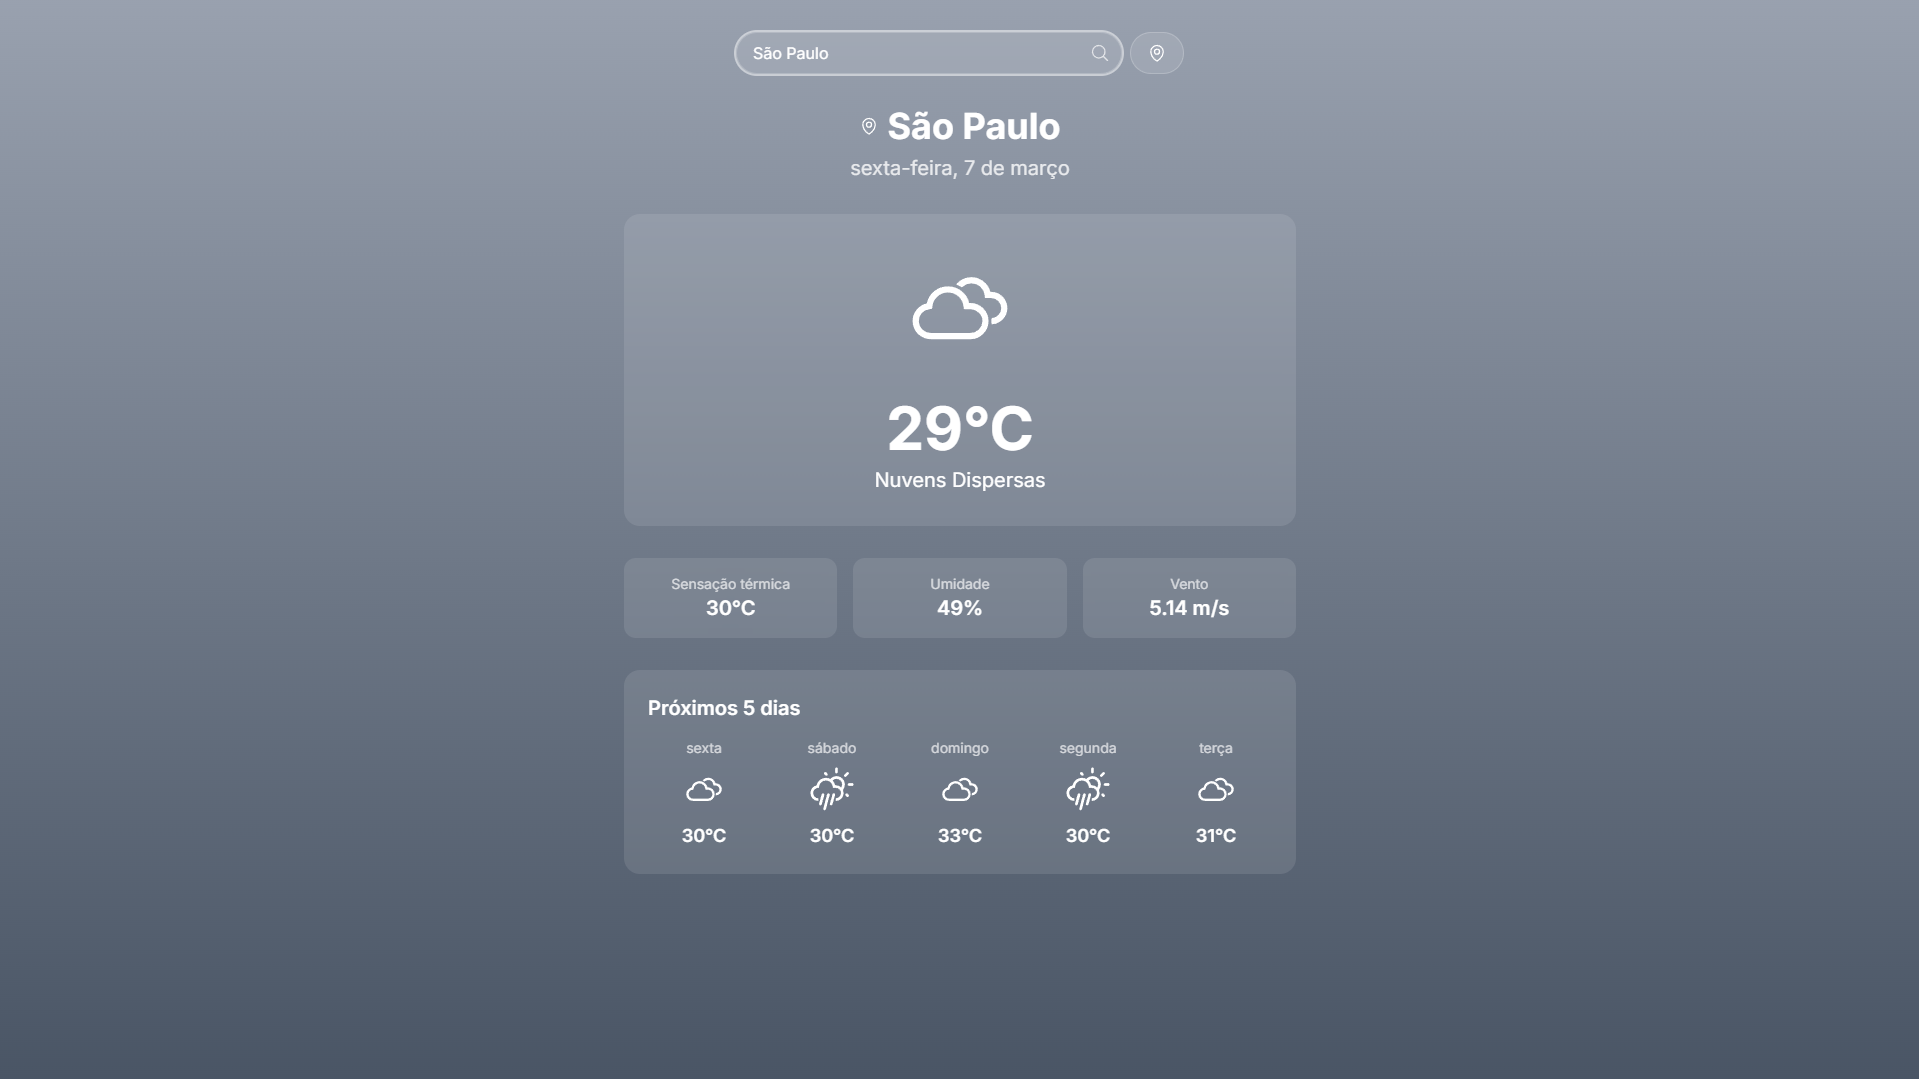 São Paulo
São Paulo
sexta-feira, 7 de março
29°C
Nuvens Dispersas
Sensação térmica
30°C
Umidade
49%
Vento
5.14 m/s
Próximos 5 dias
sexta sábado domingo segunda terça
30°C 30°C 33°C 30°C 31°C